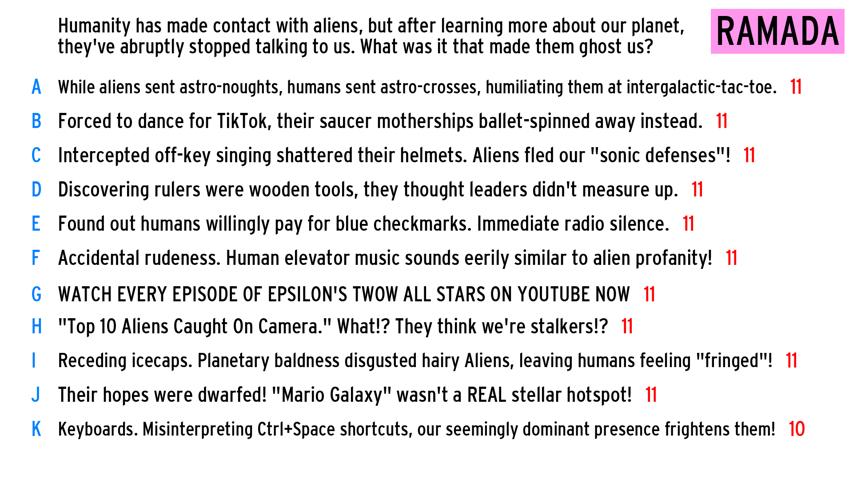 Humanity has made contact with aliens, but after learning more about our planet,
they've abruptly stopped talking to us. What was it that made them ghost us?
RAMADA
A While aliens sent astro-noughts, humans sent astro-crosses, humiliating them at intergalactic-tac-toe. 11
B Forced to dance for TikTok, their saucer motherships ballet-spinned away instead. 11
C Intercepted off-key singing shattered their helmets. Aliens fled our "sonic defenses"! 11
D Discovering rulers were wooden tools, they thought leaders didn't measure up. 11
E Found out humans willingly pay for blue checkmarks. Immediate radio silence. 11
F Accidental rudeness. Human elevator music sounds eerily similar to alien profanity! 11
G WATCH EVERY EPISODE OF EPSILON'S TWOW ALL STARS ON YOUTUBE NOW 11
H "Top 10 Aliens Caught On Camera." What!? They think we're stalkers!? 11
I Receding icecaps. Planetary baldness disgusted hairy Aliens, leaving humans feeling "fringed"! 11
J Their hopes were dwarfed! "Mario Galaxy" wasn't a REAL stellar hotspot! 11
K Keyboards. Misinterpreting Ctrl+Space shortcuts, our seemingly dominant presence frightens them! 10